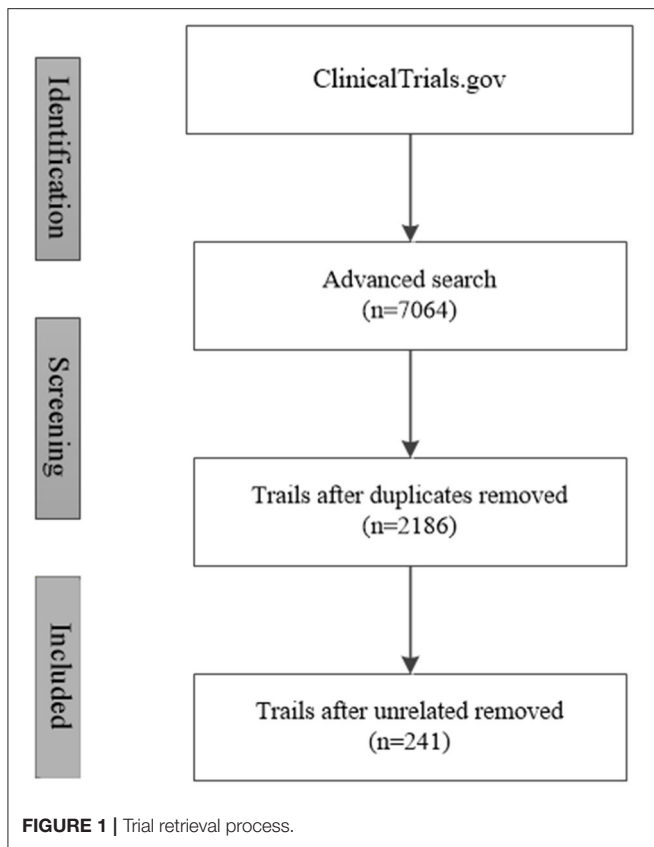 Identification
ClinicalTrials.gov
Advanced search
(n=7064)
Screening
Trails after duplicates removed
(n=2186)
Included
Trails after unrelated removed
(n=241)
FIGURE 1 | Trial retrieval process.